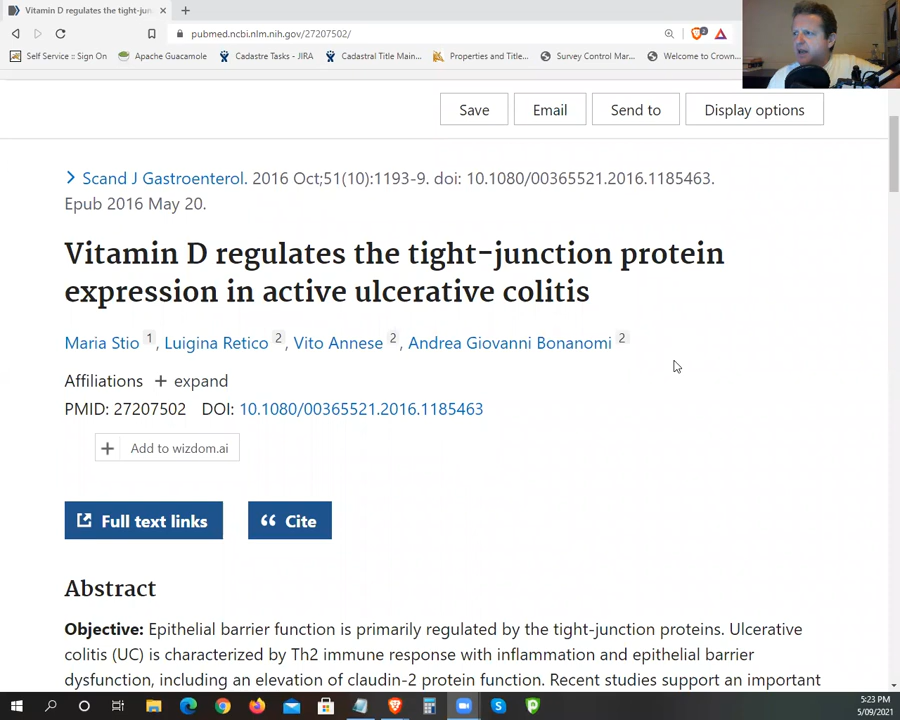 Vitamin D regulates the tight-jun
pubmed.ncbi.nlm.nih.gov/27207502/
2
Self Service :: Sign On
Apache Guacamole
Cadastre Tasks - JIRA
Cadastral Title Main...
Properties and Title...
Survey Control Mar...
Welcome to Crown...
Save
Email
Send to
Display options
Scand J Gastroenterol. 2016 Oct;51(10):1193-9. doi: 10.1080/00365521.2016.1185463.
Epub 2016 May 20.
Vitamin D regulates the tight-junction protein
expression in active ulcerative colitis
Maria Stio 1, Luigina Retico 2, Vito Annese 2, Andrea Giovanni Bonanomi 2
Affiliations + expand
PMID: 27207502 DOI: 10.1080/00365521.2016.1185463
+ Add to wizdom.ai
Full text links
Cite
Abstract
Objective: Epithelial barrier function is primarily regulated by the tight-junction proteins. Ulcerative
colitis (UC) is characterized by Th2 immune response with inflammation and epithelial barrier
dysfunction, including an elevation of claudin-2 protein function. Recent studies support an important
5:23 PM
5/09/2021